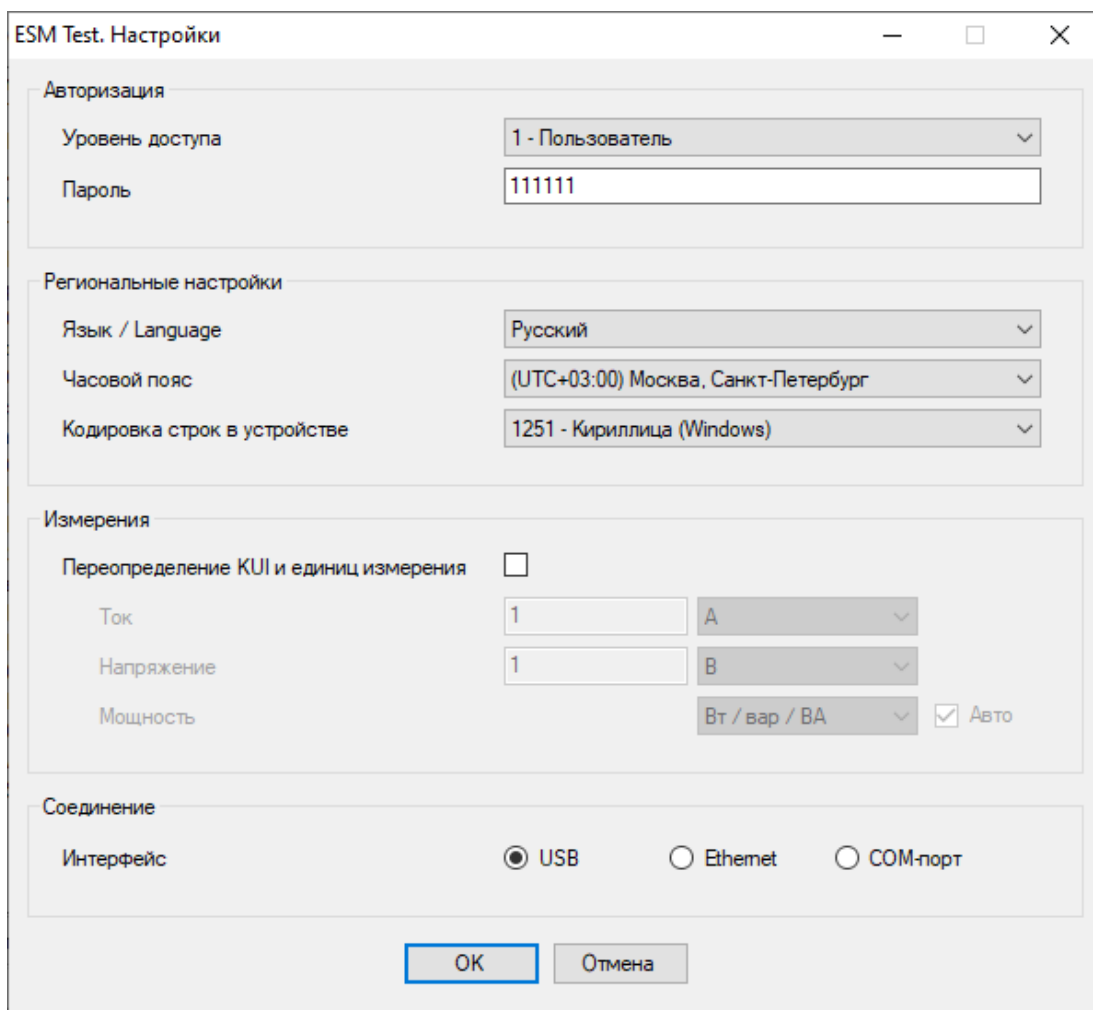 ESM Test. Настройки
Авторизация
Уровень доступа 1 - Пользователь
Пароль 111111
Региональные настройки
Язык / Language Русский
Часовой пояс (UTC+03:00) Москва, Санкт-Петербург
Кодировка строк в устройстве 1251 - Кириллица (Windows)
Измерения
Переопределение KUI и единиц измерения
Ток 1 А
Напряжение 1 В
Мощность Вт / вар / ВА Авто
Соединение
Интерфейс USB Ethernet COM-порт
OK Отмена